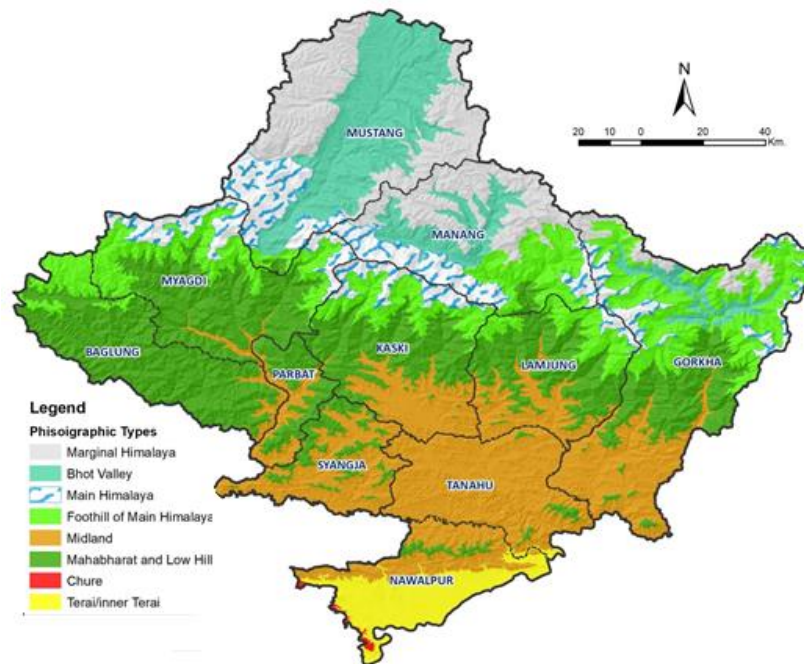 N
20 10 0 20 40
Km.
MUSTANG
MANANG
MYAGDI
BAGLUNG
PARBAT
KASKI
LAMJUNG
GORKHA
SYANGJA
TANAHU
NAWALPUR
Legend
Phisoigraphic Types
Marginal Himalaya
Bhot Valley
Main Himalaya
Foothill of Main Himalaya
Midland
Mahabharat and Low Hill
Chure
Terai/inner Terai